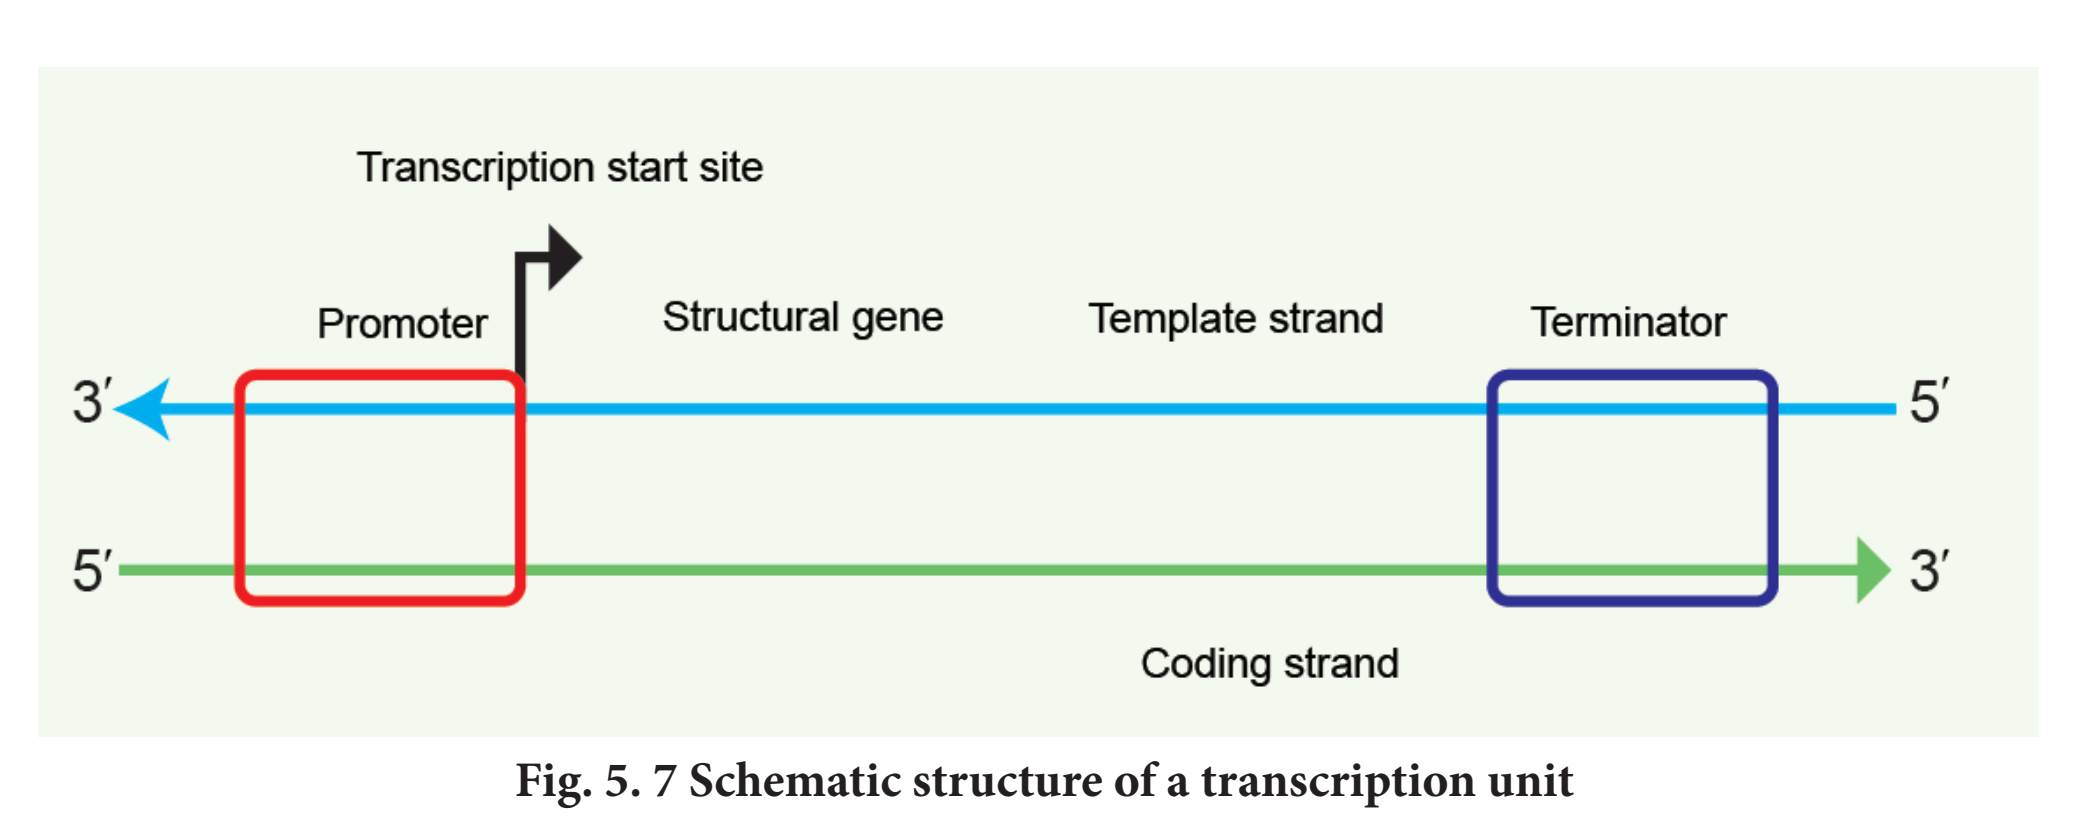 Transcription start site
Promoter
Structural gene
Template strand
Terminator
3′
5′
5′
3′
Coding strand
Fig. 5. 7 Schematic structure of a transcription unit